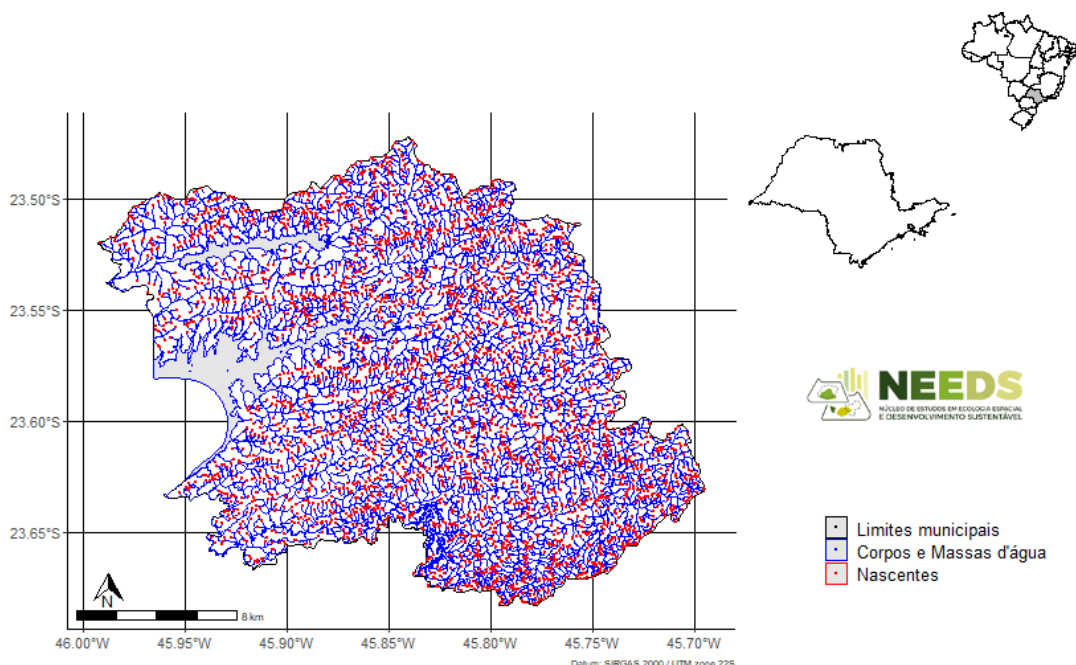 23.50°S
23.55°S
23.60°S
23.65°S
N
8 km
46.00°W 45.95°W 45.90°W 45.85°W 45.80°W 45.75°W 45.70°W
Datum: SIRGAS 2000 / UTM zone 22S
NEEDS
NÚCLEO DE ESTUDOS EM ECOLOGIA ESPACIAL
E DESENVOLVIMENTO SUSTENTÁVEL
Limites municipais
Corpos e Massas d'água
Nascentes